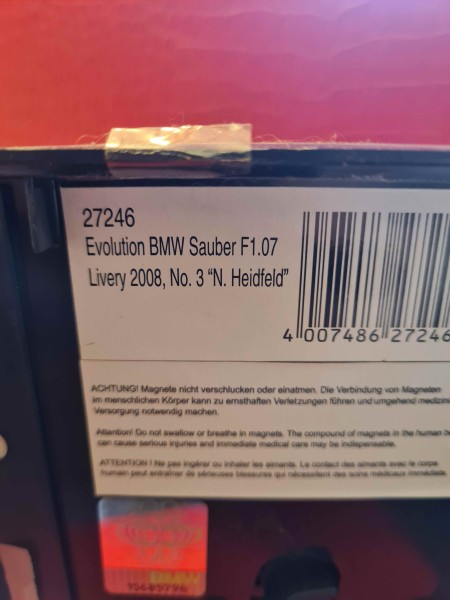 27246
Evolution BMW Sauber F1.07
Livery 2008, No. 3 “N. Heidfeld”
4 007486 27246
ACHTUNG! Magnete nicht verschlucken oder einatmen. Die Verbindung von Magneten
im menschlichen Körper kann zu ernsthaften Verletzungen führen und umgehend medizin
Versorgung notwendig machen.
Attention! Do not swallow or breathe in magnets. The compound of magnets in the human b
can cause serious injuries and immediate medical care may be indispensable.
ATTENTION ! Ne pas ingérer ou inhaler les aimants. Le contact des aimants avec le corps
humain peut entraîner de sérieuses blessures qui nécessitent des soins médicaux immédiats.
BMW